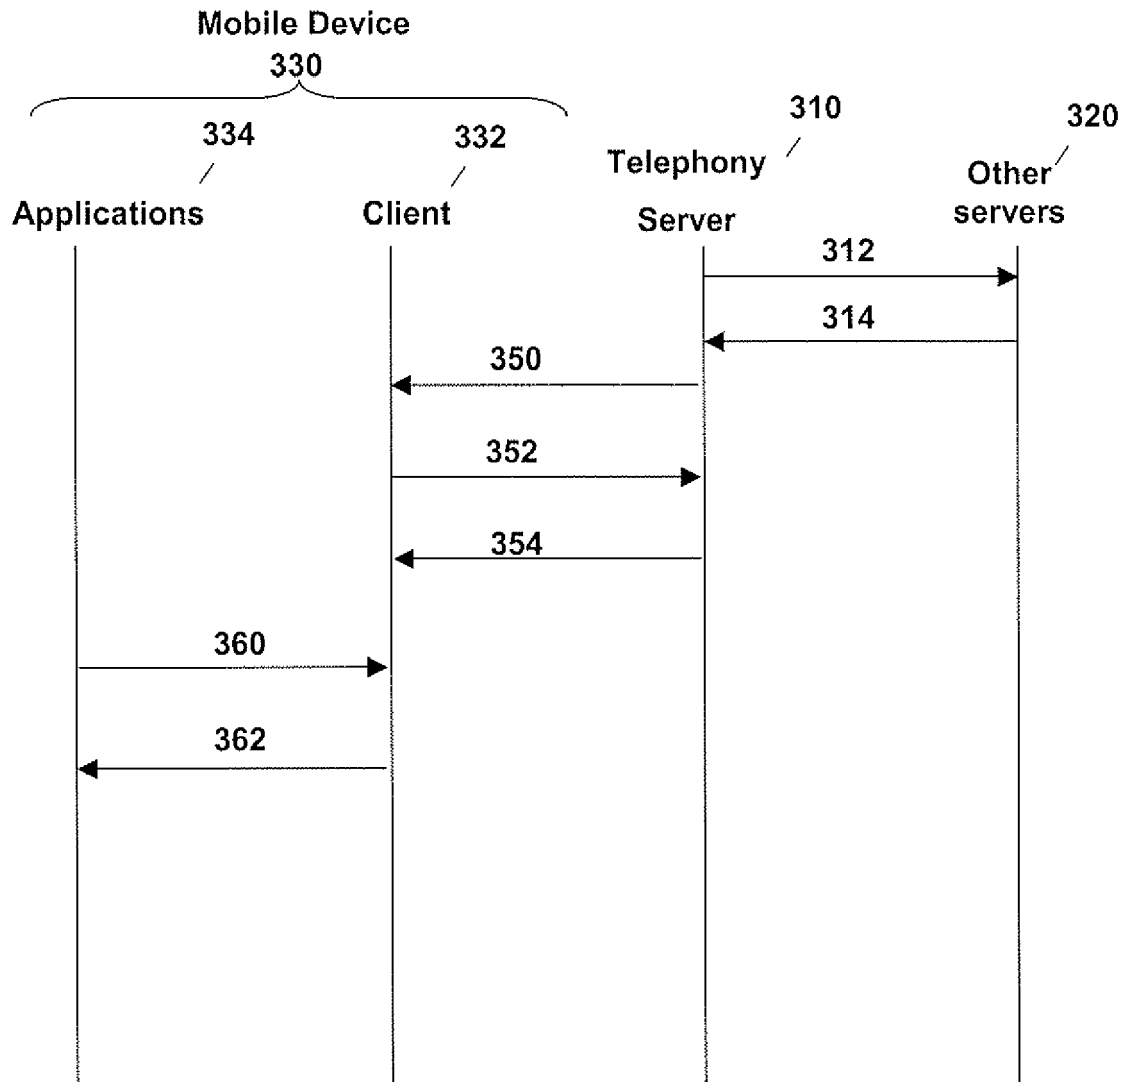 Mobile Device
330
334
332
310
320
Applications
Client
Telephony
Server
Other
servers
312
314
350
352
354
360
362